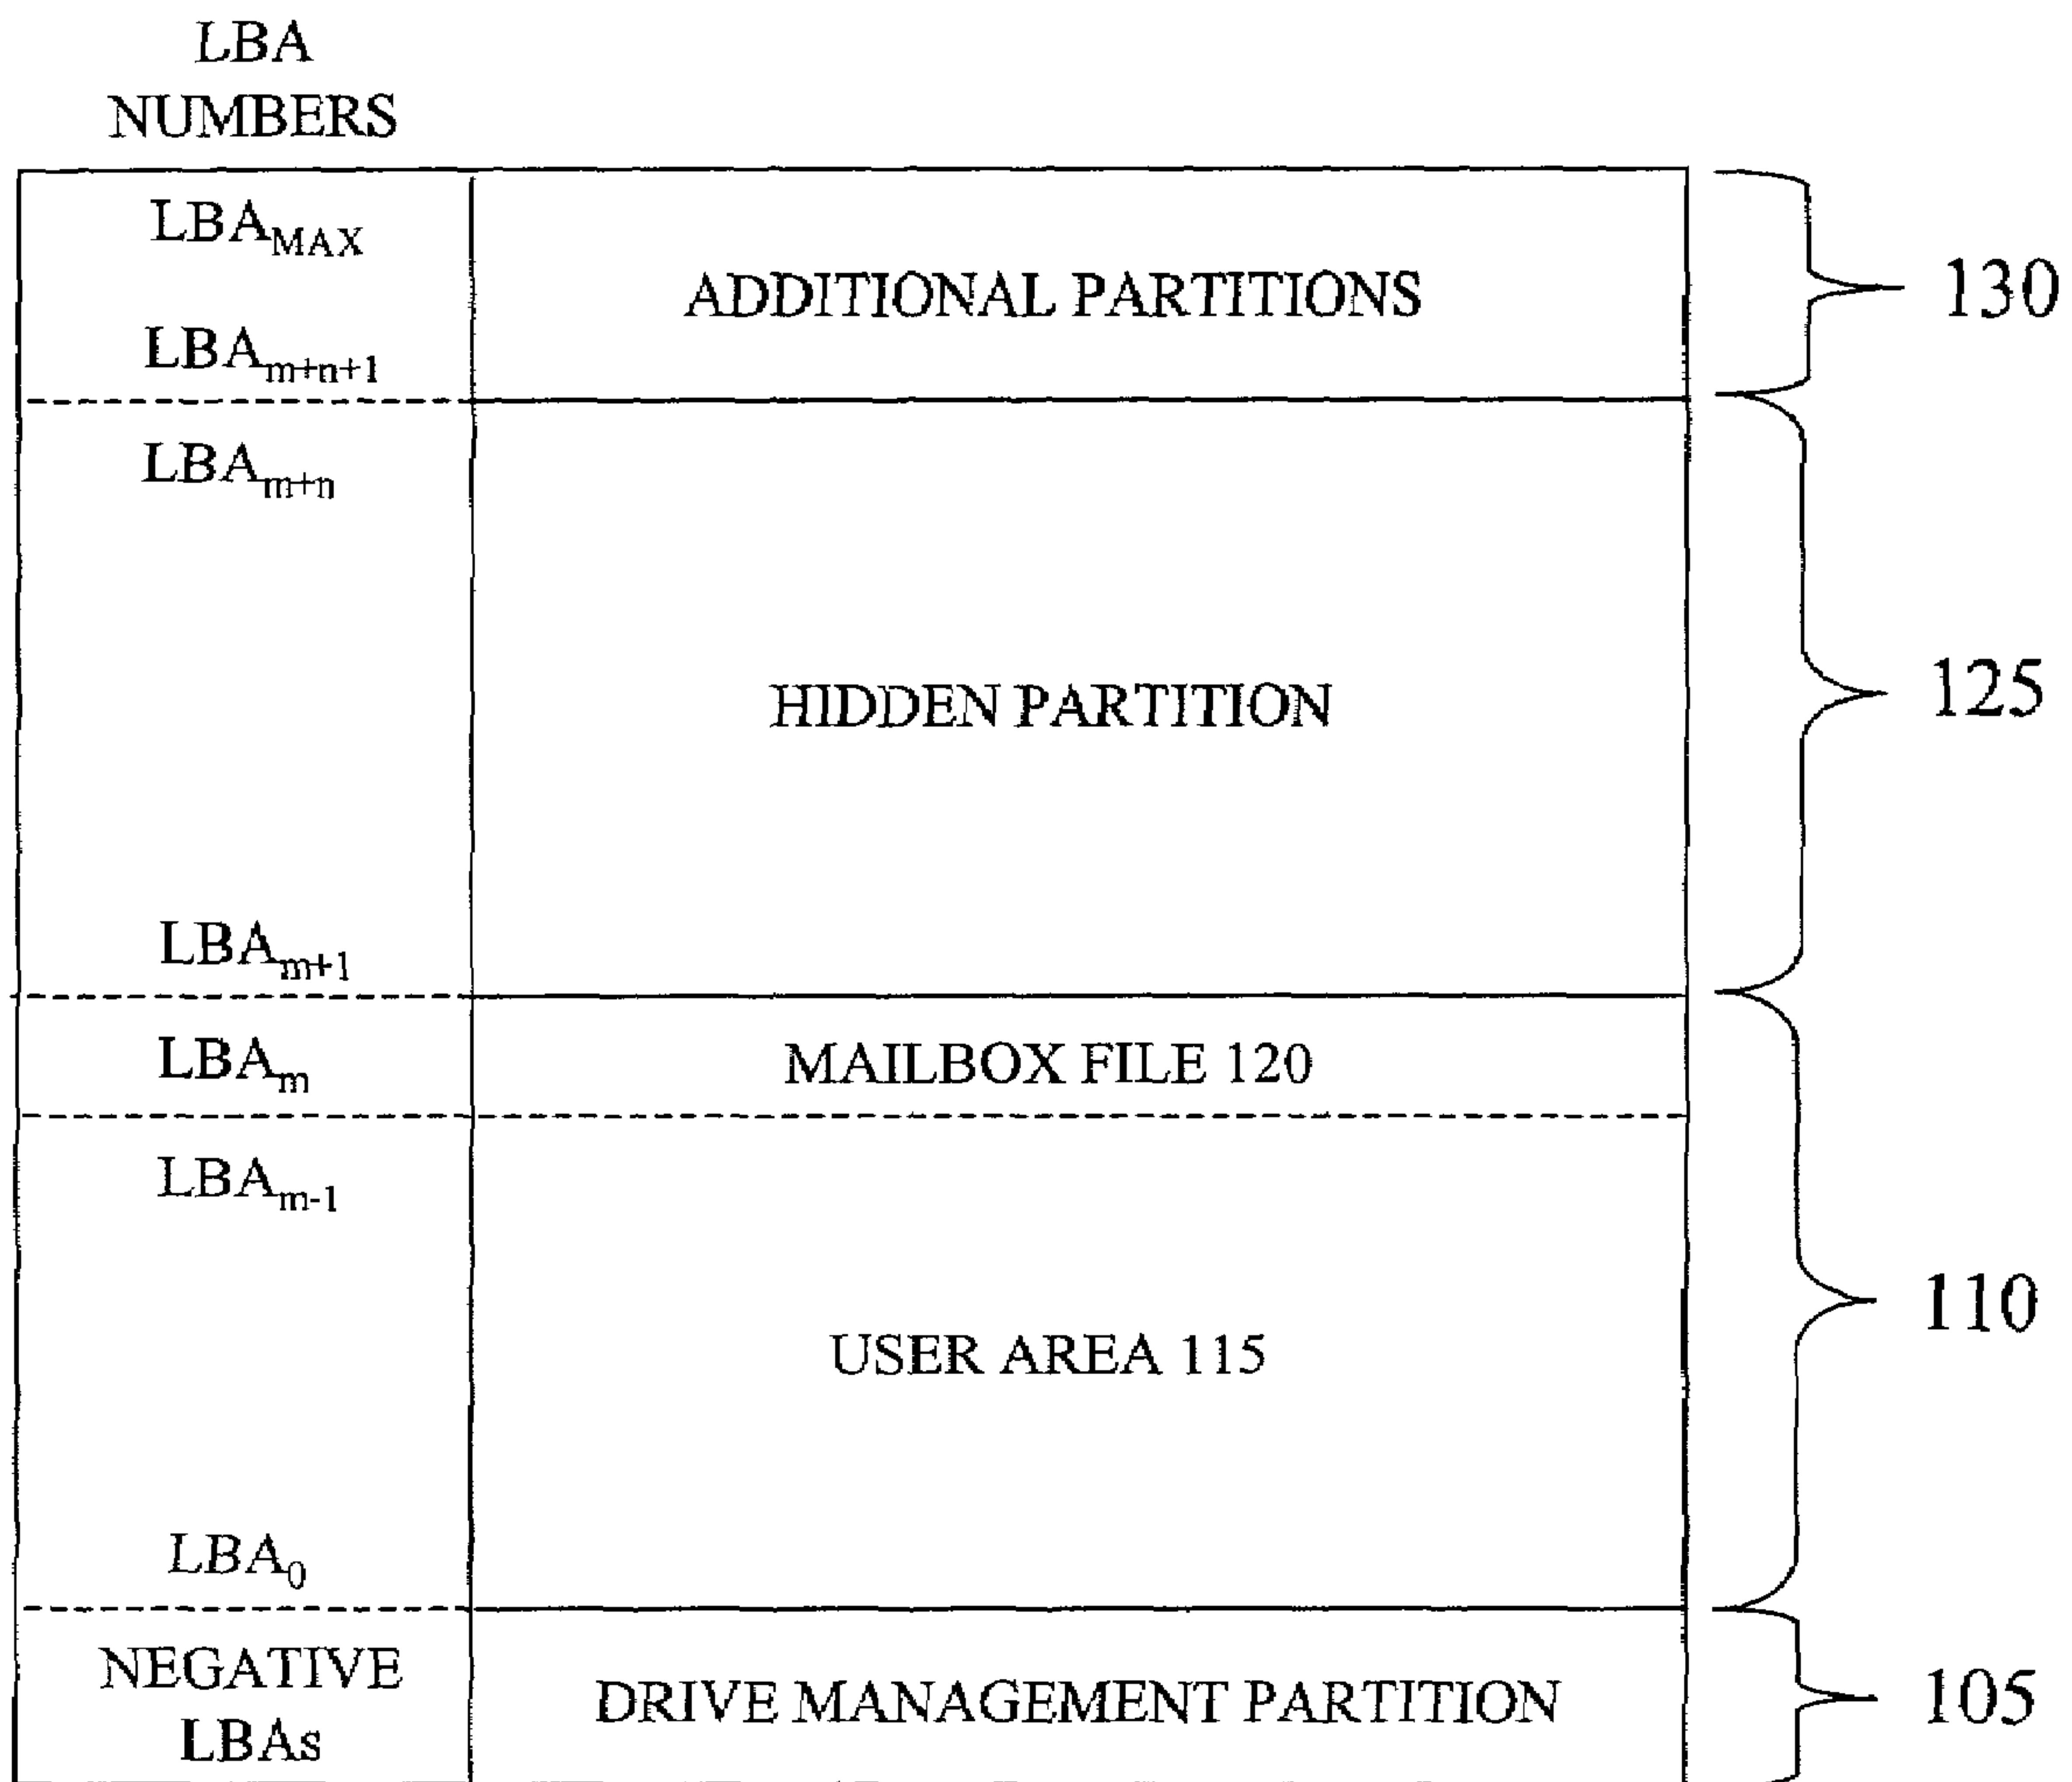 LBA
NUMBERS
LBA_MAX
ADDITIONAL PARTITIONS
130
LBA_m+n+1
LBA_m+n
HIDDEN PARTITION
125
LBA_m+1
LBA_m
MAILBOX FILE 120
LBA_m-1
110
USER AREA 115
LBA_0
NEGATIVE
LBAs
DRIVE MANAGEMENT PARTITION
105